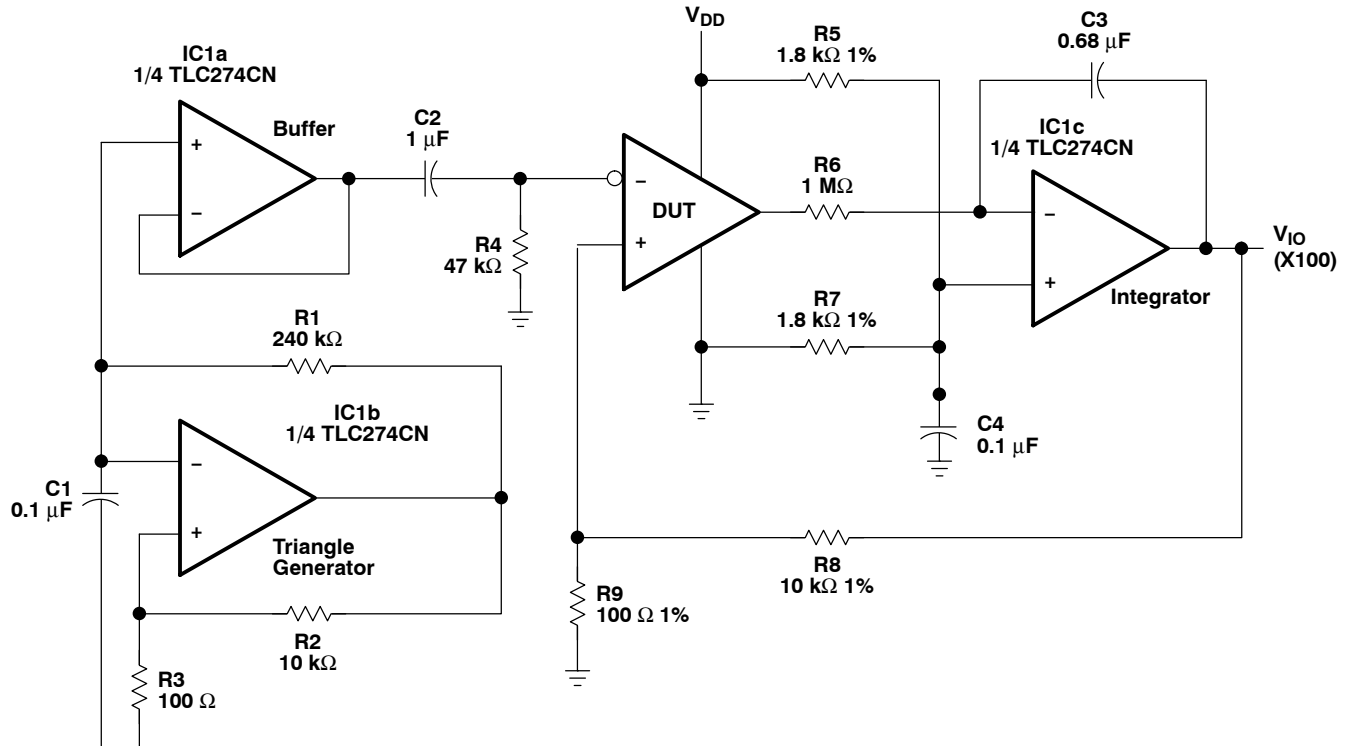 IC1a
1/4 TLC274CN
Buffer
C2
1 μF
R4
47 kΩ
VDD
DUT
R5
1.8 kΩ 1%
R6
1 MΩ
R7
1.8 kΩ 1%
C3
0.68 μF
IC1c
1/4 TLC274CN
Integrator
VIO
(X100)
C4
0.1 μF
R1
240 kΩ
IC1b
1/4 TLC274CN
C1
0.1 μF
Triangle
Generator
R2
10 kΩ
R3
100 Ω
R8
10 kΩ 1%
R9
100 Ω 1%